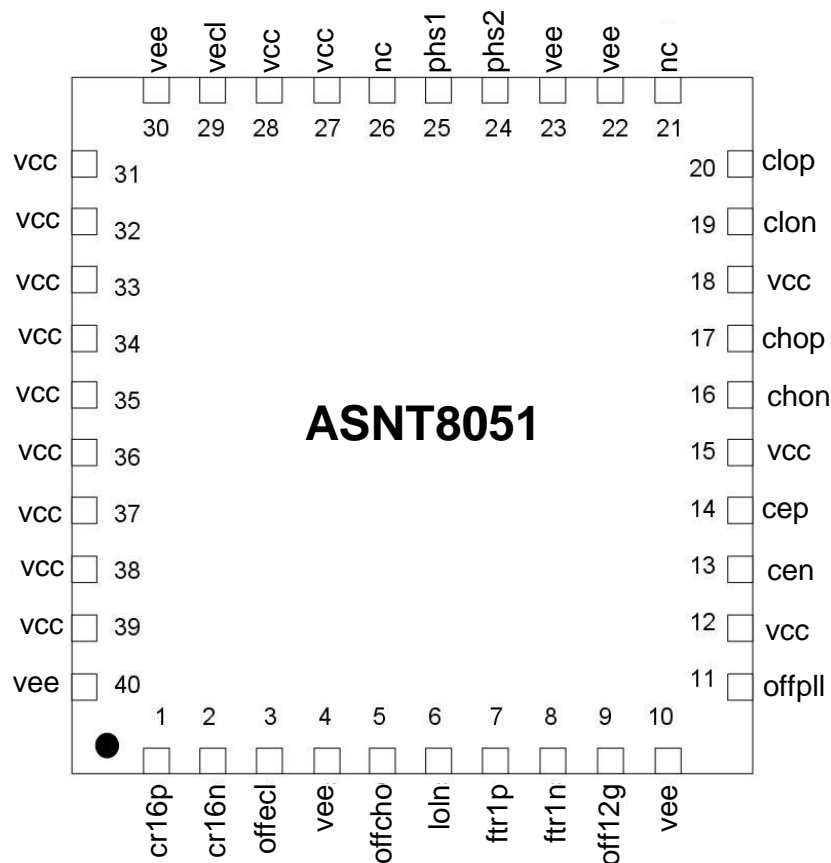 vee
vecl
vcc
vcc
nc
phs1
phs2
vee
vee
nc
30 29 28 27 26 25 24 23 22 21
vcc 31
20 clop
vcc 32
19 clon
vcc 33
18 vcc
vcc 34
17 chop
vcc 35
16 chon
ASNT8051
vcc 36
15 vcc
vcc 37
14 cep
vcc 38
13 cen
vcc 39
12 vcc
vee 40
11 offpll
1 2 3 4 5 6 7 8 9 10
cr16p
cr16n
offecl
vee
offcho
loln
ftr1p
ftr1n
off12g
vee